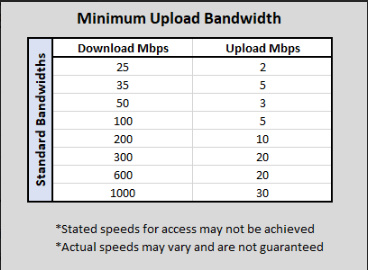 Minimum Upload Bandwidth
Standard Bandwidths
Download Mbps Upload Mbps
25 2
35 5
50 3
100 5
200 10
300 20
600 20
1000 30
*Stated speeds for access may not be achieved
*Actual speeds may vary and are not guaranteed